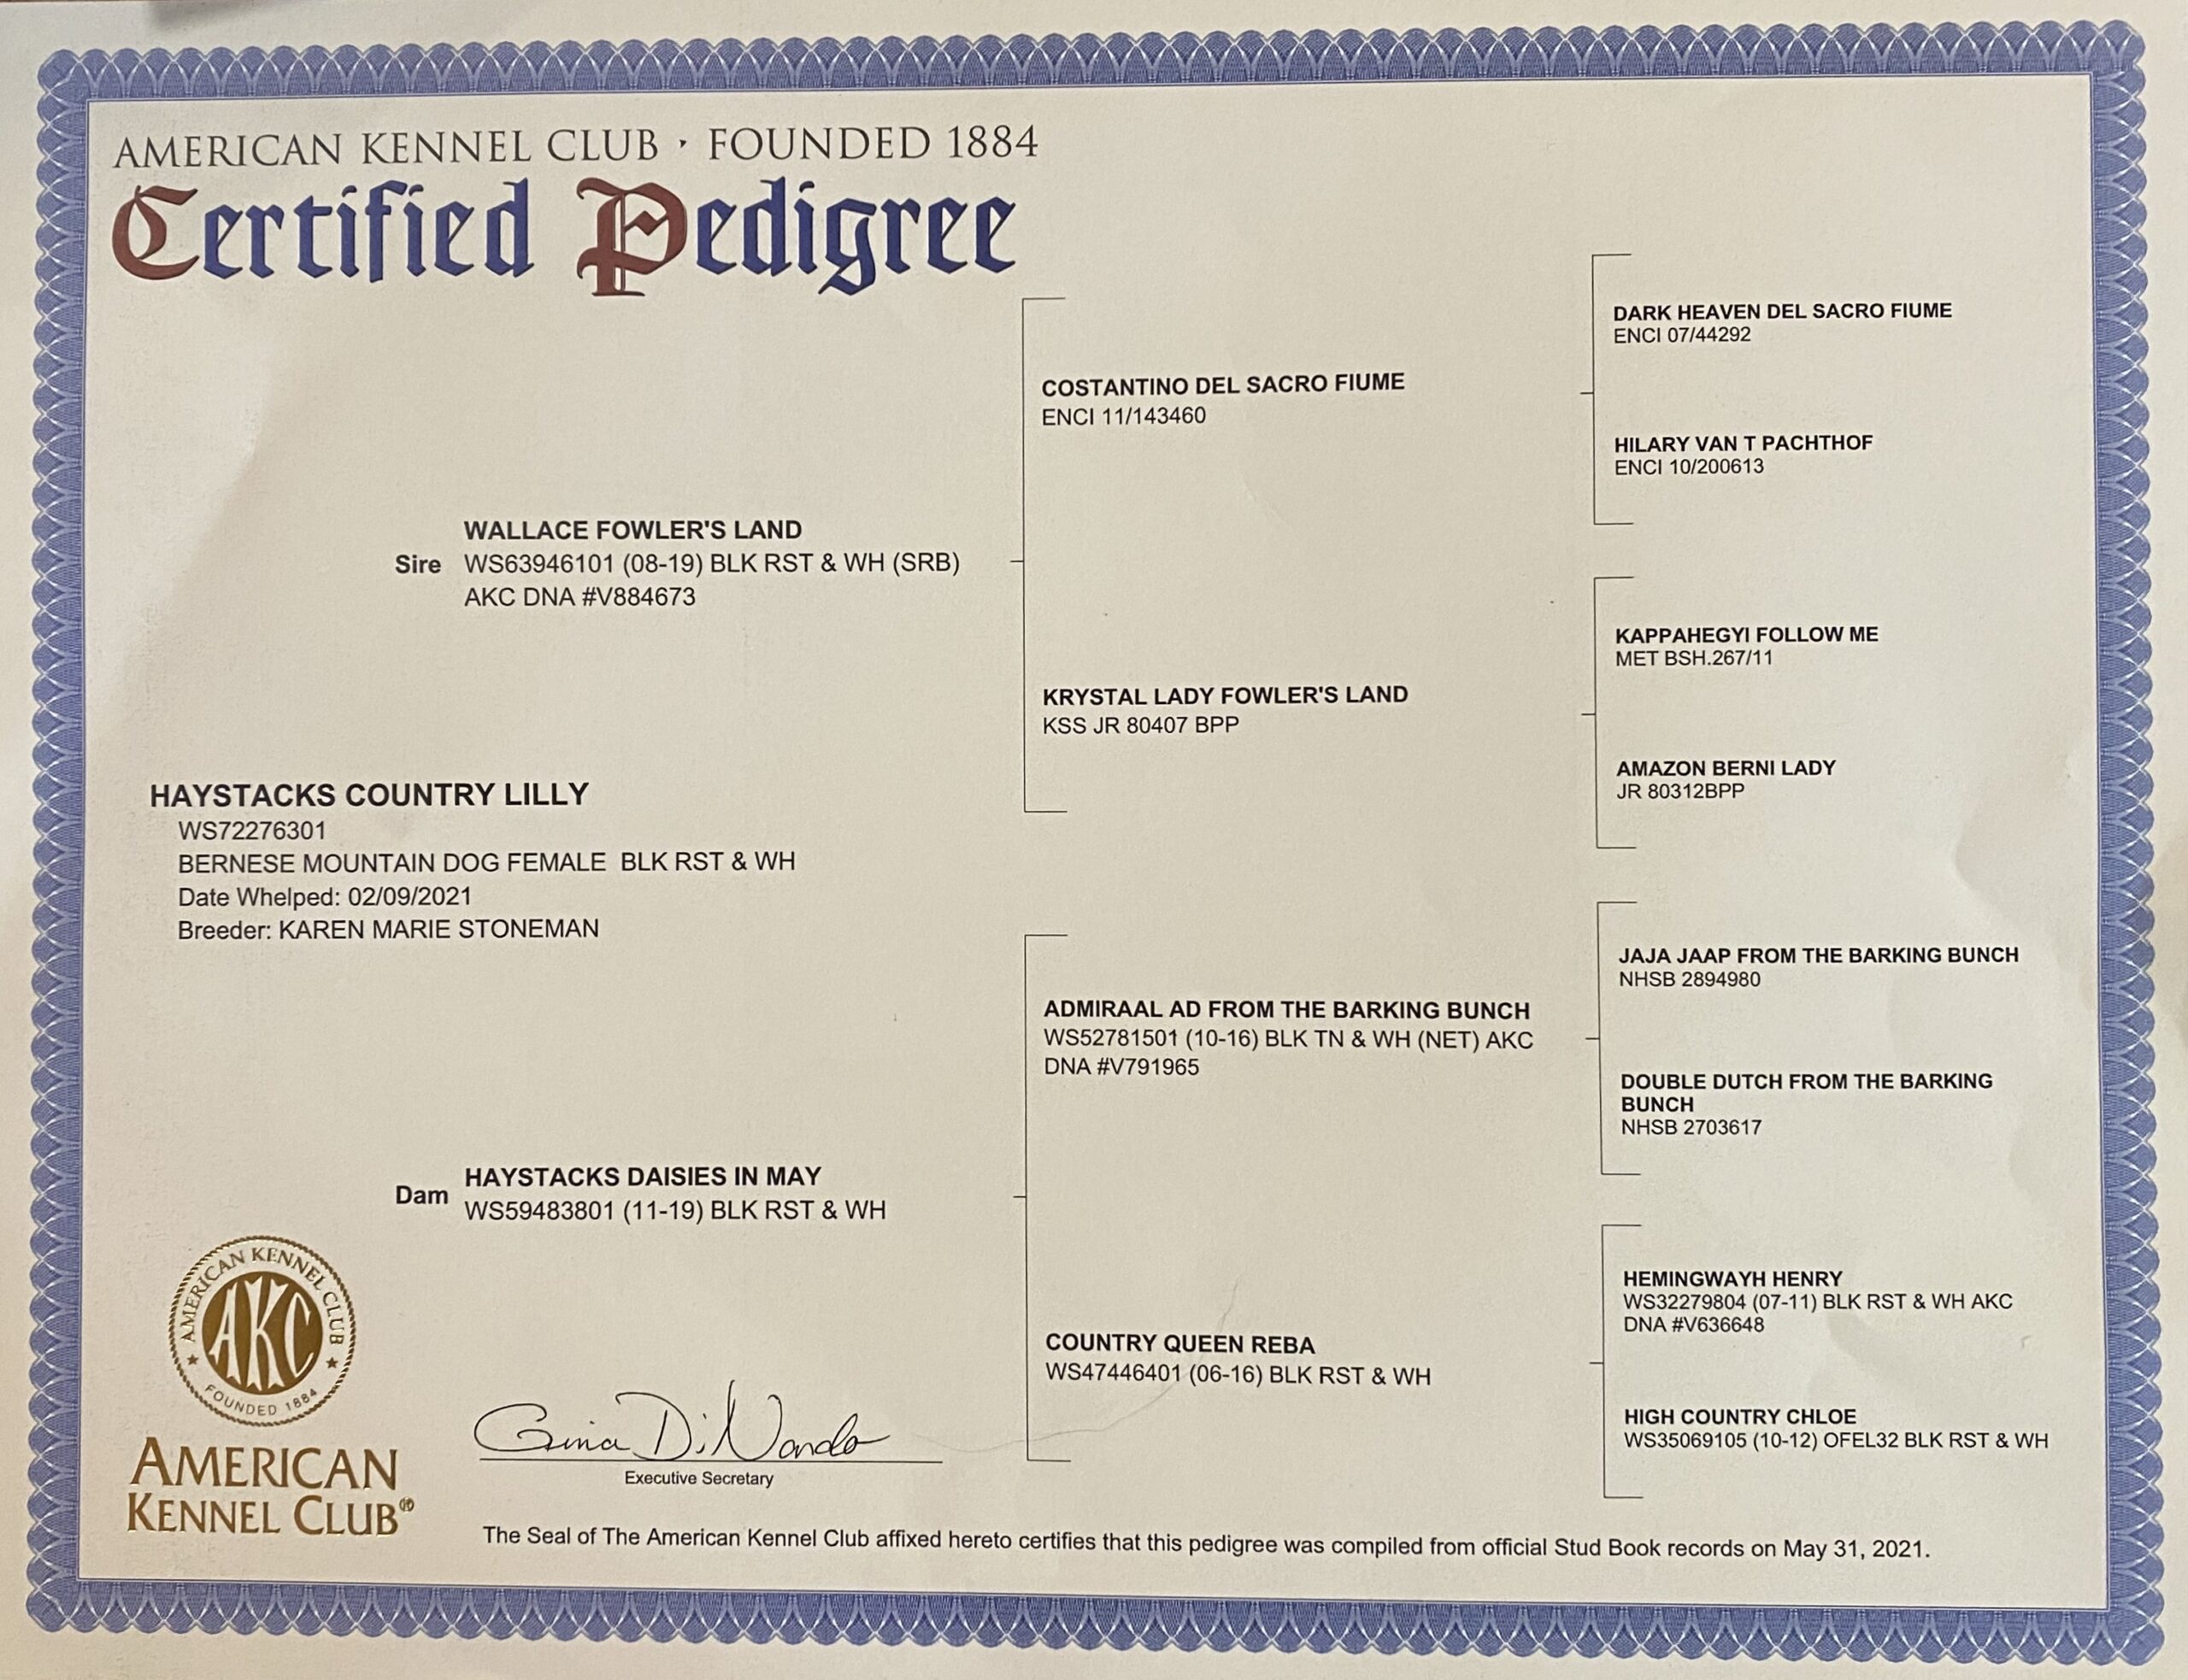 AMERICAN KENNEL CLUB · FOUNDED 1884
Certified Pedigree
DARK HEAVEN DEL SACRO FIUME
ENCI 07/44292
COSTANTINO DEL SACRO FIUME
ENCI 11/143460
HILARY VAN T PACHTHOF
ENCI 10/200613
WALLACE FOWLER'S LAND
Sire WS63946101 (08-19) BLK RST & WH (SRB)
AKC DNA #V884673
KAPPAHEGYI FOLLOW ME
MET BSH.267/11
KRYSTAL LADY FOWLER'S LAND
KSS JR 80407 BPP
AMAZON BERNI LADY
JR 80312BPP
HAYSTACKS COUNTRY LILLY
WS72276301
BERNESE MOUNTAIN DOG FEMALE BLK RST & WH
Date Whelped: 02/09/2021
Breeder: KAREN MARIE STONEMAN
JAJA JAAP FROM THE BARKING BUNCH
NHSB 2894980
ADMIRAAL AD FROM THE BARKING BUNCH
WS52781501 (10-16) BLK TN & WH (NET) AKC
DNA #V791965
DOUBLE DUTCH FROM THE BARKING
BUNCH
NHSB 2703617
HAYSTACKS DAISIES IN MAY
Dam WS59483801 (11-19) BLK RST & WH
HEMINGWAYH HENRY
WS32279804 (07-11) BLK RST & WH AKC
DNA #V636648
COUNTRY QUEEN REBA
WS47446401 (06-16) BLK RST & WH
HIGH COUNTRY CHLOE
WS35069105 (10-12) OFEL32 BLK RST & WH
AMERICAN KENNEL CLUB
AKC
FOUNDED 1884
AMERICAN
KENNEL CLUB®
Gina DiNardo
Executive Secretary
The Seal of The American Kennel Club affixed hereto certifies that this pedigree was compiled from official Stud Book records on May 31, 2021.